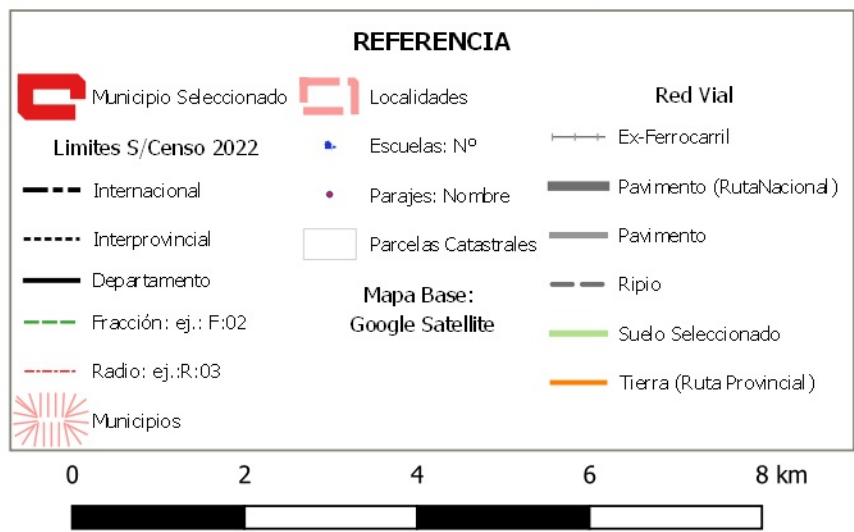 REFERENCIA
Municipio Seleccionado
Limites S/Censo 2022
Internacional
Interprovincial
Departamento
Fracción: ej.: F:02
Radio: ej.:R:03
Municipios
Localidades
Escuelas: Nº
Parajes: Nombre
Parcelas Catastrales
Mapa Base:
Google Satellite
Red Vial
Ex-Ferrocarril
Pavimento (RutaNacional)
Pavimento
Ripio
Suelo Seleccionado
Tierra (Ruta Provincial)
0 2 4 6 8 km